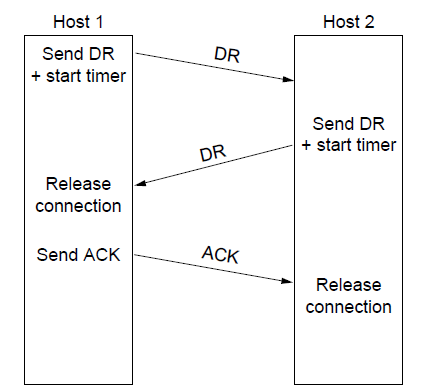 Host 1
Host 2
Send DR
+ start timer
DR
Send DR
+ start timer
DR
Release
connection
Send ACK
ACK
Release
connection